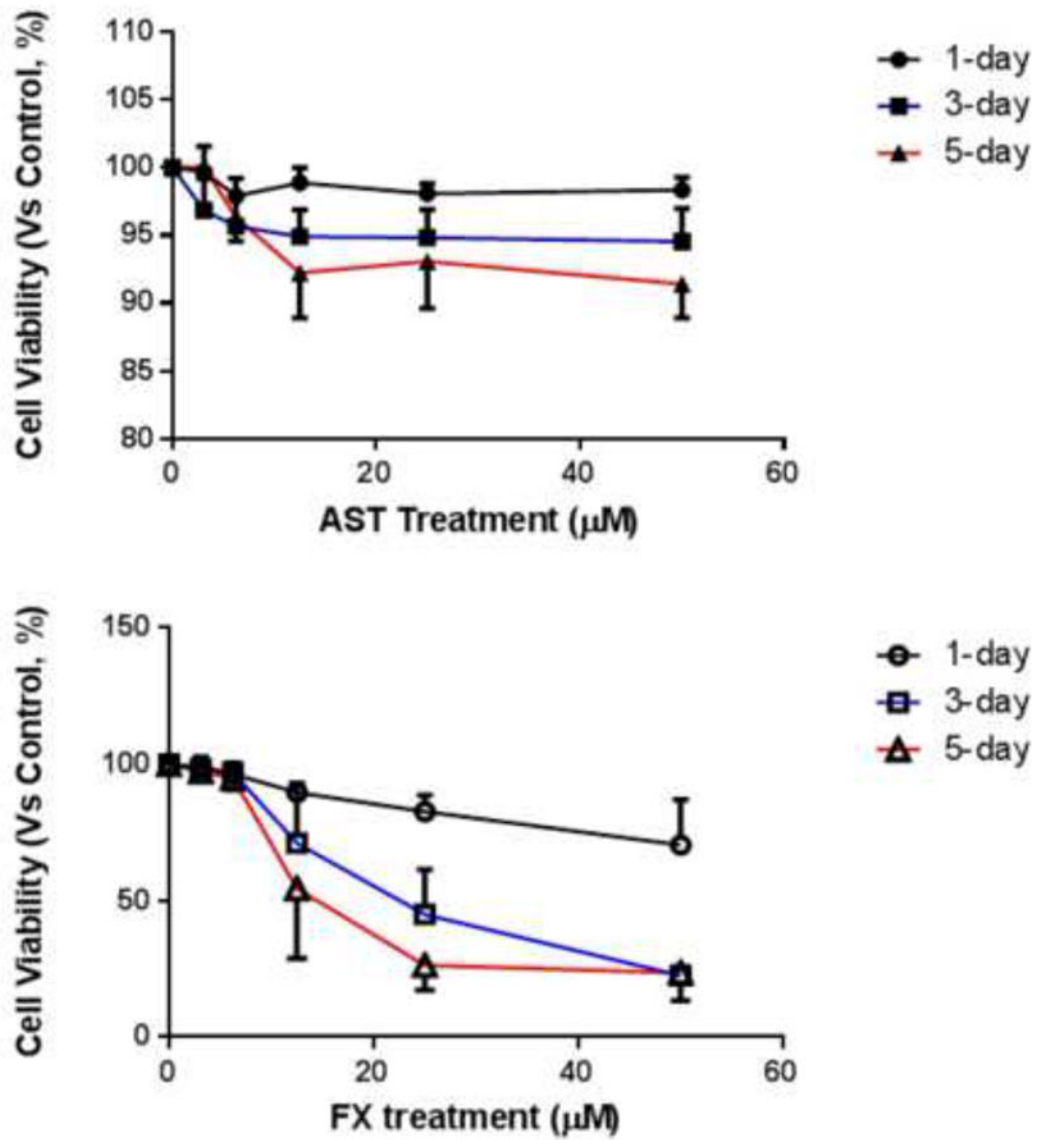 Cell Viability (Vs Control, %)
110
105
100
95
90
85
80
0 20 40 60
AST Treatment (μM)
1-day
3-day
5-day
Cell Viability (Vs Control, %)
150
100
50
0
0 20 40 60
FX treatment (μM)
1-day
3-day
5-day